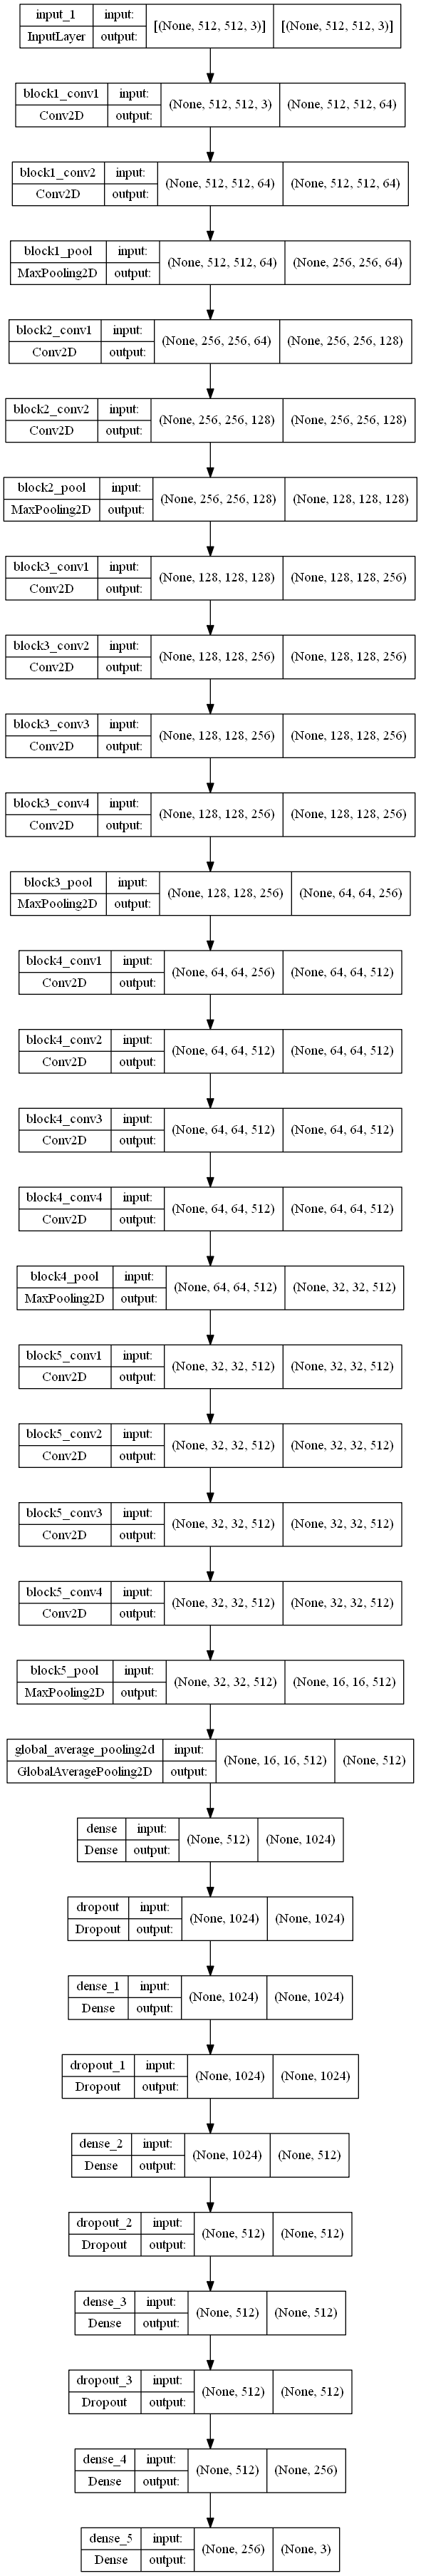 input_1 input: [(None, 512, 512, 3)] [(None, 512, 512, 3)]
InputLayer output:
block1_conv1 input: (None, 512, 512, 3) (None, 512, 512, 64)
Conv2D output:
block1_conv2 input: (None, 512, 512, 64) (None, 512, 512, 64)
Conv2D output:
block1_pool input: (None, 512, 512, 64) (None, 256, 256, 64)
MaxPooling2D output:
block2_conv1 input: (None, 256, 256, 64) (None, 256, 256, 128)
Conv2D output:
block2_conv2 input: (None, 256, 256, 128) (None, 256, 256, 128)
Conv2D output:
block2_pool input: (None, 256, 256, 128) (None, 128, 128, 128)
MaxPooling2D output:
block3_conv1 input: (None, 128, 128, 128) (None, 128, 128, 256)
Conv2D output:
block3_conv2 input: (None, 128, 128, 256) (None, 128, 128, 256)
Conv2D output:
block3_conv3 input: (None, 128, 128, 256) (None, 128, 128, 256)
Conv2D output:
block3_conv4 input: (None, 128, 128, 256) (None, 128, 128, 256)
Conv2D output:
block3_pool input: (None, 128, 128, 256) (None, 64, 64, 256)
MaxPooling2D output:
block4_conv1 input: (None, 64, 64, 256) (None, 64, 64, 512)
Conv2D output:
block4_conv2 input: (None, 64, 64, 512) (None, 64, 64, 512)
Conv2D output:
block4_conv3 input: (None, 64, 64, 512) (None, 64, 64, 512)
Conv2D output:
block4_conv4 input: (None, 64, 64, 512) (None, 64, 64, 512)
Conv2D output:
block4_pool input: (None, 64, 64, 512) (None, 32, 32, 512)
MaxPooling2D output:
block5_conv1 input: (None, 32, 32, 512) (None, 32, 32, 512)
Conv2D output:
block5_conv2 input: (None, 32, 32, 512) (None, 32, 32, 512)
Conv2D output:
block5_conv3 input: (None, 32, 32, 512) (None, 32, 32, 512)
Conv2D output:
block5_conv4 input: (None, 32, 32, 512) (None, 32, 32, 512)
Conv2D output:
block5_pool input: (None, 32, 32, 512) (None, 16, 16, 512)
MaxPooling2D output:
global_average_pooling2d input: (None, 16, 16, 512) (None, 512)
GlobalAveragePooling2D output:
dense input: (None, 512) (None, 1024)
Dense output:
dropout input: (None, 1024) (None, 1024)
Dropout output:
dense_1 input: (None, 1024) (None, 1024)
Dense output:
dropout_1 input: (None, 1024) (None, 1024)
Dropout output:
dense_2 input: (None, 1024) (None, 512)
Dense output:
dropout_2 input: (None, 512) (None, 512)
Dropout output:
dense_3 input: (None, 512) (None, 512)
Dense output:
dropout_3 input: (None, 512) (None, 512)
Dropout output:
dense_4 input: (None, 512) (None, 256)
Dense output:
dense_5 input: (None, 256) (None, 3)
Dense output: